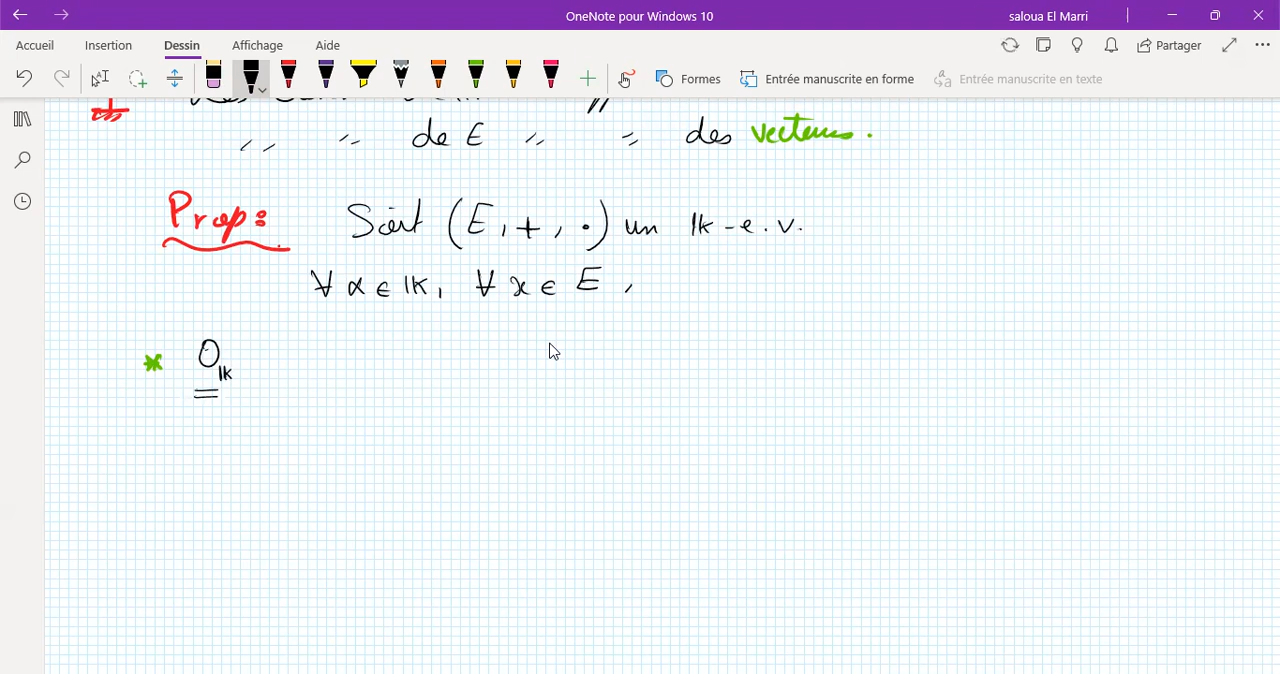 OneNote pour Windows 10
saloua El Marri
Accueil Insertion Dessin Affichage Aide
Partager
Formes Entrée manuscrite en forme Entrée manuscrite en texte
〃 〃 de E 〃 〃 des vecteurs.
Prop: Soit (E, +, ·) un 𝕂-e.v.
∀ α ∈ 𝕂, ∀ x ∈ E,
* 0_𝕂